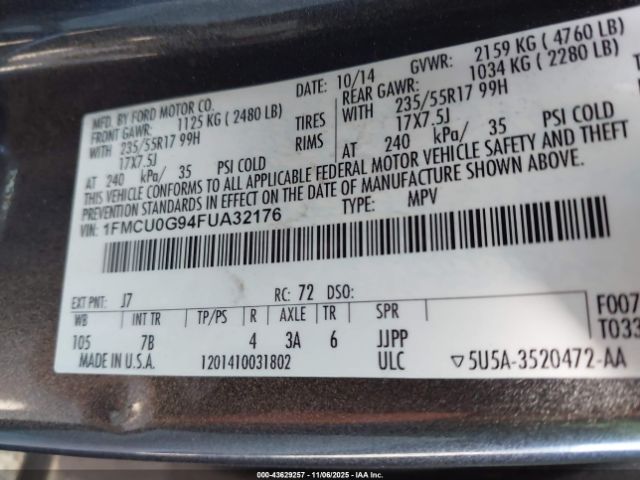 MFD. BY FORD MOTOR CO. DATE: 10/14 GVWR: 2159 KG ( 4760 LB)
FRONT GAWR: 1125 KG ( 2480 LB) REAR GAWR: 1034 KG ( 2280 LB)
WITH 235/55R17 99H TIRES WITH 235/55R17 99H
17X7.5J RIMS 17X7.5J
AT 240 kPa/ 35 PSI COLD AT 240 kPa/ 35 PSI COLD
THIS VEHICLE CONFORMS TO ALL APPLICABLE FEDERAL MOTOR VEHICLE SAFETY AND THEFT
PREVENTION STANDARDS IN EFFECT ON THE DATE OF MANUFACTURE SHOWN ABOVE.
VIN: 1FMCU0G94FUA32176 TYPE: MPV
EXT PNT: J7 RC: 72 DSO: F007
WB INT TR TP/PS R AXLE TR SPR T033
105 7B 4 3A 6 JJPP
MADE IN U.S.A. 1201410031802 ULC ▽5U5A-3520472-AA
000-43629257 - 11/06/2025 - IAA Inc.